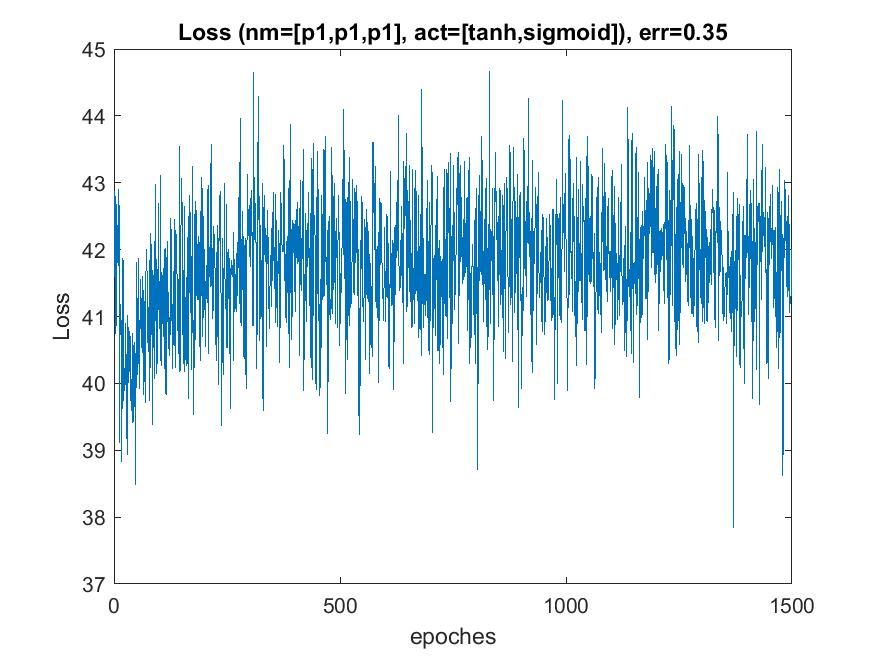 Loss (nm=[p1,p1,p1], act=[tanh,sigmoid]), err=0.35
45
44
43
42
41
40
39
38
37
Loss
0 500 1000 1500
epoches